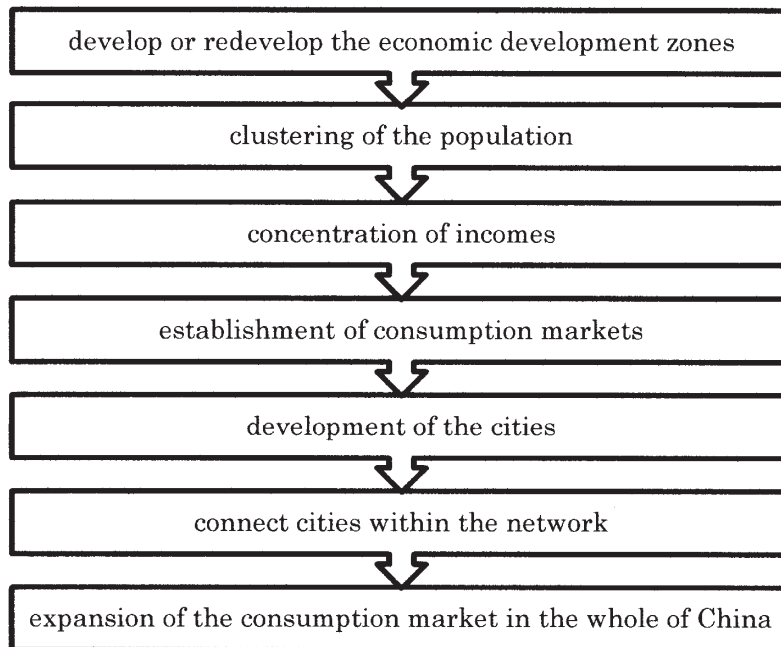 develop or redevelop the economic development zones
clustering of the population
concentration of incomes
establishment of consumption markets
development of the cities
connect cities within the network
expansion of the consumption market in the whole of China